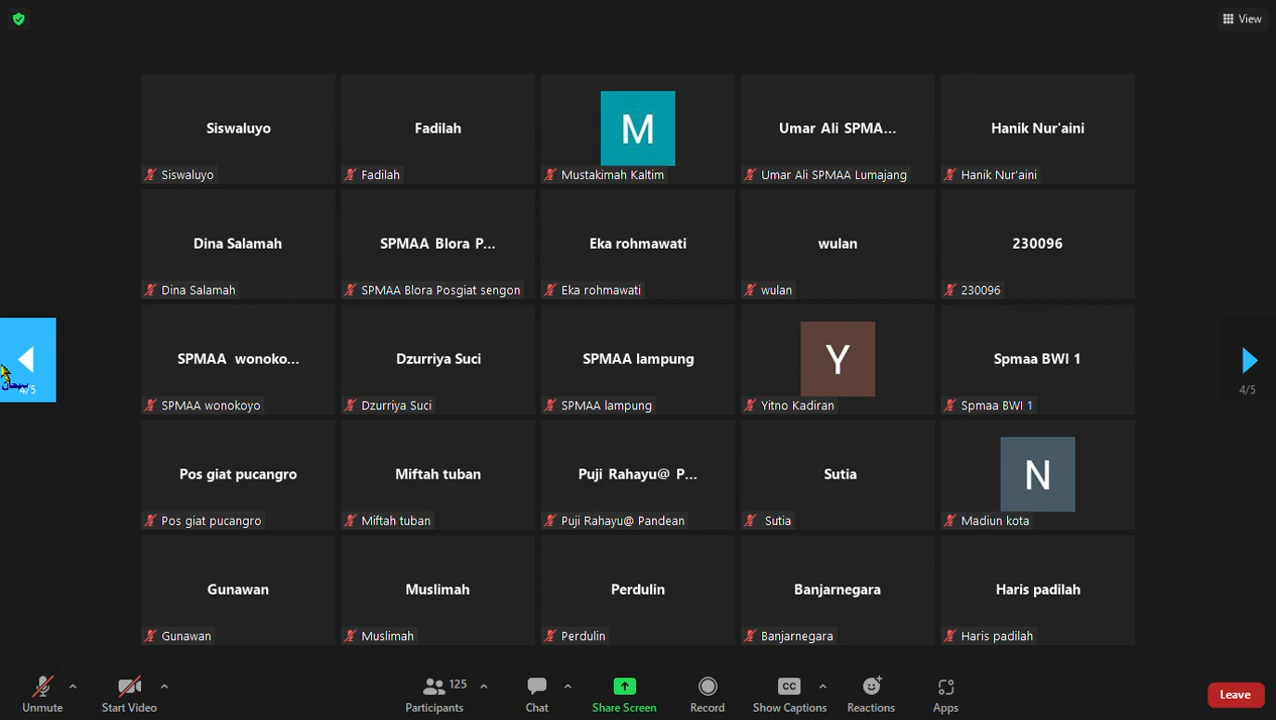 View
Siswaluyo
Fadilah
M
Umar Ali SPMA...
Hanik Nur'aini
Siswaluyo
Fadilah
Mustakimah Kaltim
Umar Ali SPMAA Lumajang
Hanik Nur'aini
Dina Salamah
SPMAA Blora P...
Eka rohmawati
wulan
230096
Dina Salamah
SPMAA Blora Posgiat sengon
Eka rohmawati
wulan
230096
SPMAA wonoko...
Dzurriya Suci
SPMAA lampung
Y
Spmaa BWI 1
4/5
4/5
SPMAA wonokoyo
Dzurriya Suci
SPMAA lampung
Yitno Kadiran
Spmaa BWI 1
Pos giat pucangro
Miftah tuban
Puji Rahayu@ P...
Sutia
N
Pos giat pucangro
Miftah tuban
Puji Rahayu@ Pandean
Sutia
Madiun kota
Gunawan
Muslimah
Perdulin
Banjarnegara
Haris padilah
Gunawan
Muslimah
Perdulin
Banjarnegara
Haris padilah
125
CC
Unmute
Start Video
Participants
Chat
Share Screen
Record
Show Captions
Reactions
Apps
Leave